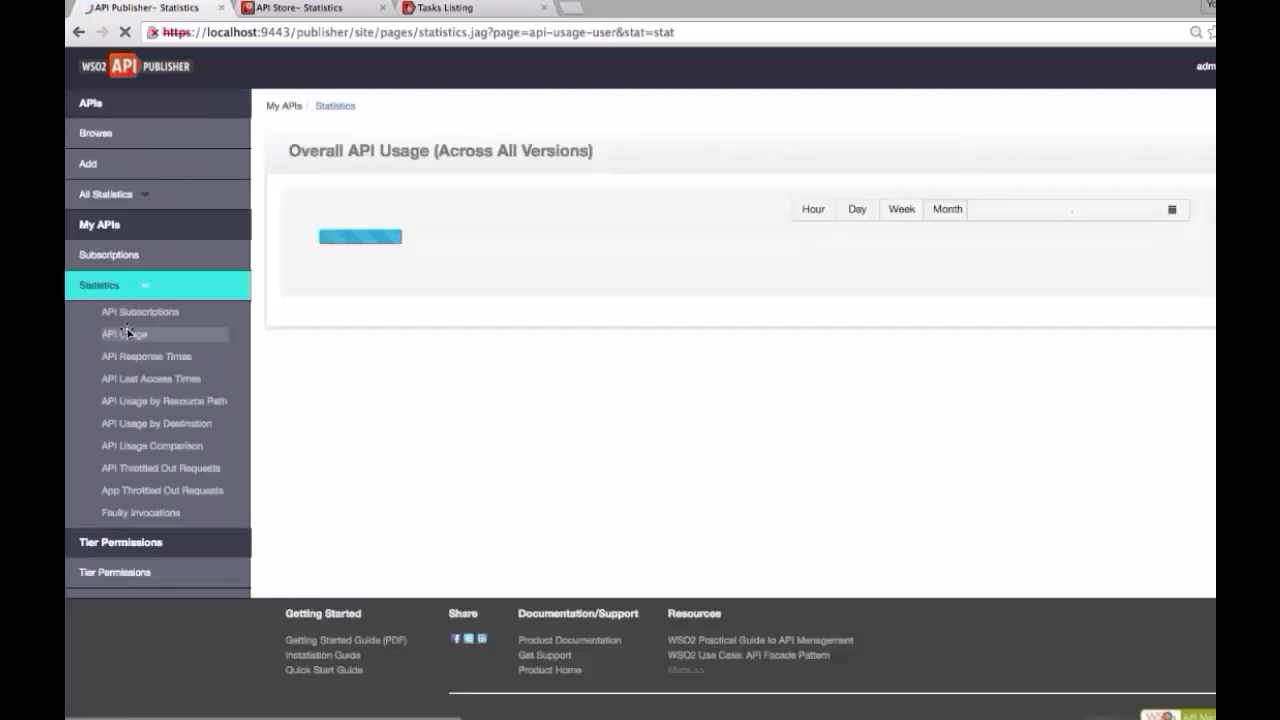 API Publisher- Statistics
API Store- Statistics
Tasks Listing
https://localhost:9443/publisher/site/pages/statistics.jag?page=api-usage-user&stat=stat
WSO2 API PUBLISHER
APIs
Browse
Add
All Statistics
My APIs
Subscriptions
Statistics
API Subscriptions
API Usage
API Response Times
API Last Access Times
API Usage by Resource Path
API Usage by Destination
API Usage Comparison
API Throttled Out Requests
App Throttled Out Requests
Faulty Invocations
Tier Permissions
Tier Permissions
My APIs / Statistics
Overall API Usage (Across All Versions)
Hour Day Week Month
Getting Started
Getting Started Guide (PDF)
Installation Guide
Quick Start Guide
Share
Documentation/Support
Product Documentation
Get Support
Product Home
Resources
WSO2 Practical Guide to API Management
WSO2 Use Case: API Facade Pattern
More >>